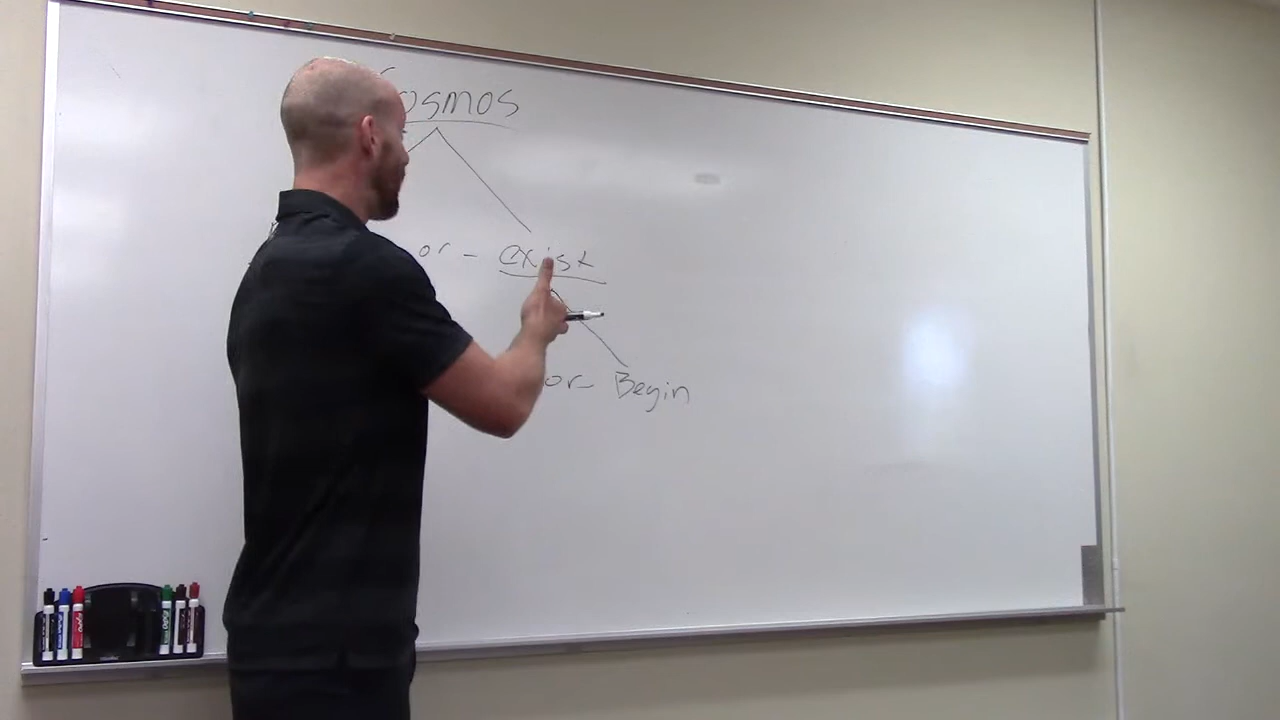 Cosmos
or - exist
or - Begin